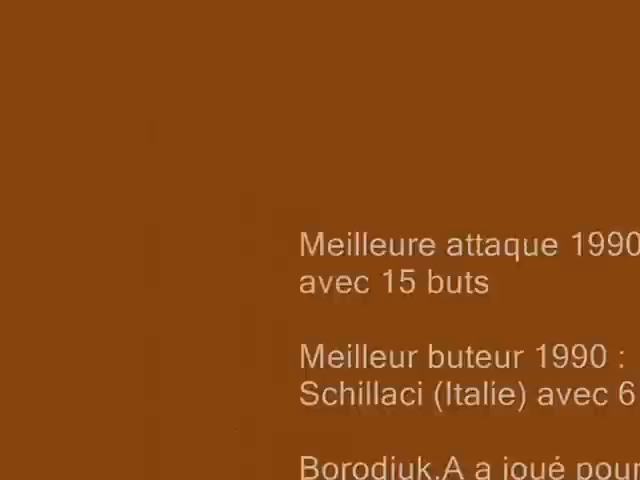 Meilleure attaque 1990
avec 15 buts
Meilleur buteur 1990 :
Schillaci (Italie) avec 6
Borodiuk.A a joué pour